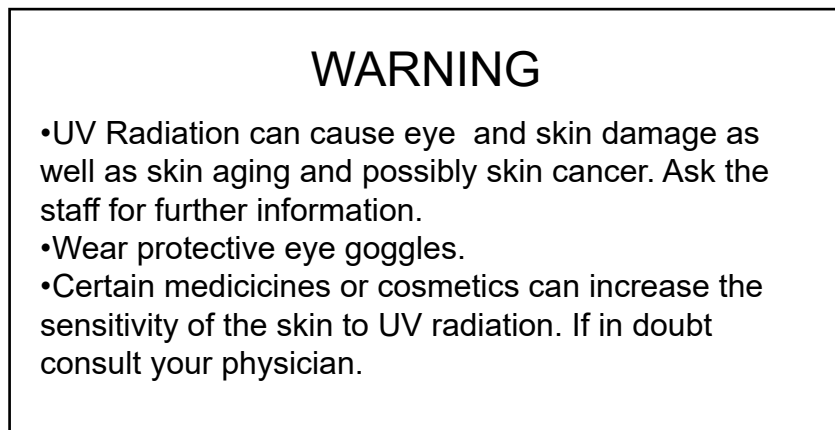 WARNING
•UV Radiation can cause eye  and skin damage as
well as skin aging and possibly skin cancer. Ask the
staff for further information.
•Wear protective eye goggles.
•Certain medicicines or cosmetics can increase the
sensitivity of the skin to UV radiation. If in doubt
consult your physician.